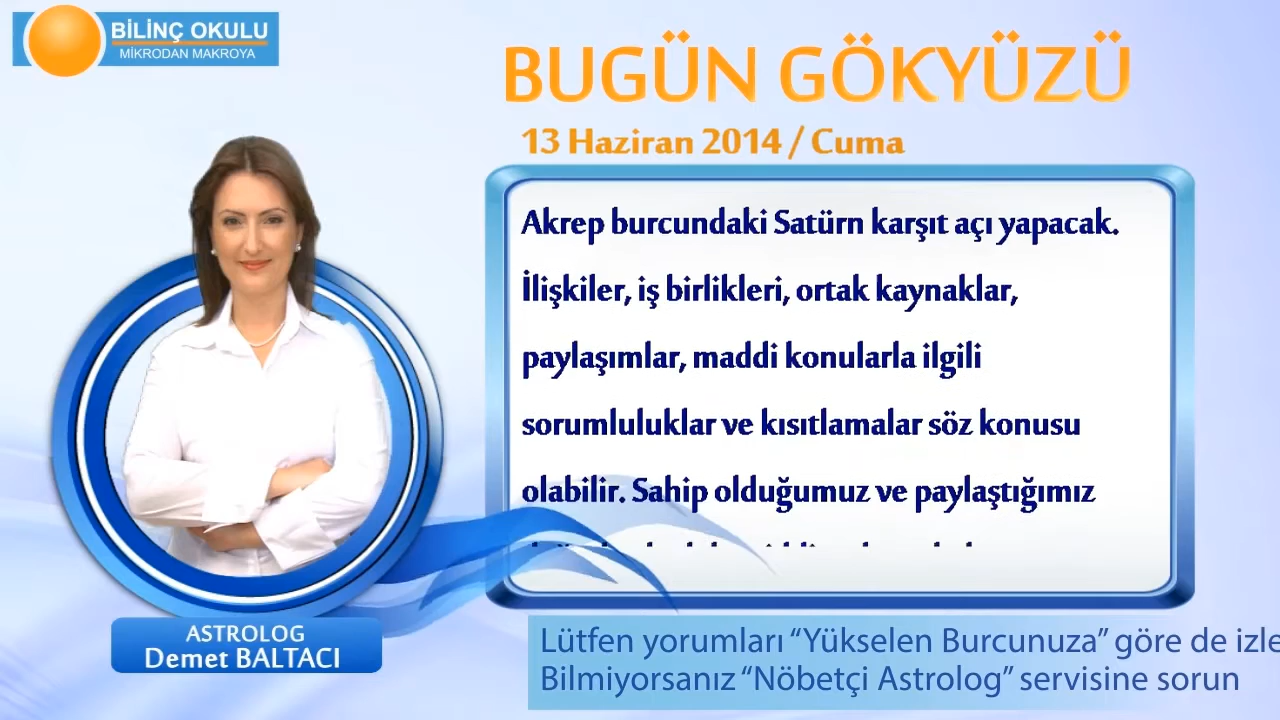 BİLİNÇ OKULU
MİKRODAN MAKROYA
BUGÜN GÖKYÜZÜ
13 Haziran 2014 / Cuma
Akrep burcundaki Satürn karşıt açı yapacak.
İlişkiler, iş birlikleri, ortak kaynaklar,
paylaşımlar, maddi konularla ilgili
sorumluluklar ve kısıtlamalar söz konusu
olabilir. Sahip olduğumuz ve paylaştığımız
ASTROLOG
Demet BALTACI
Lütfen yorumları “Yükselen Burcunuza” göre de izle
Bilmiyorsanız “Nöbetçi Astrolog” servisine sorun